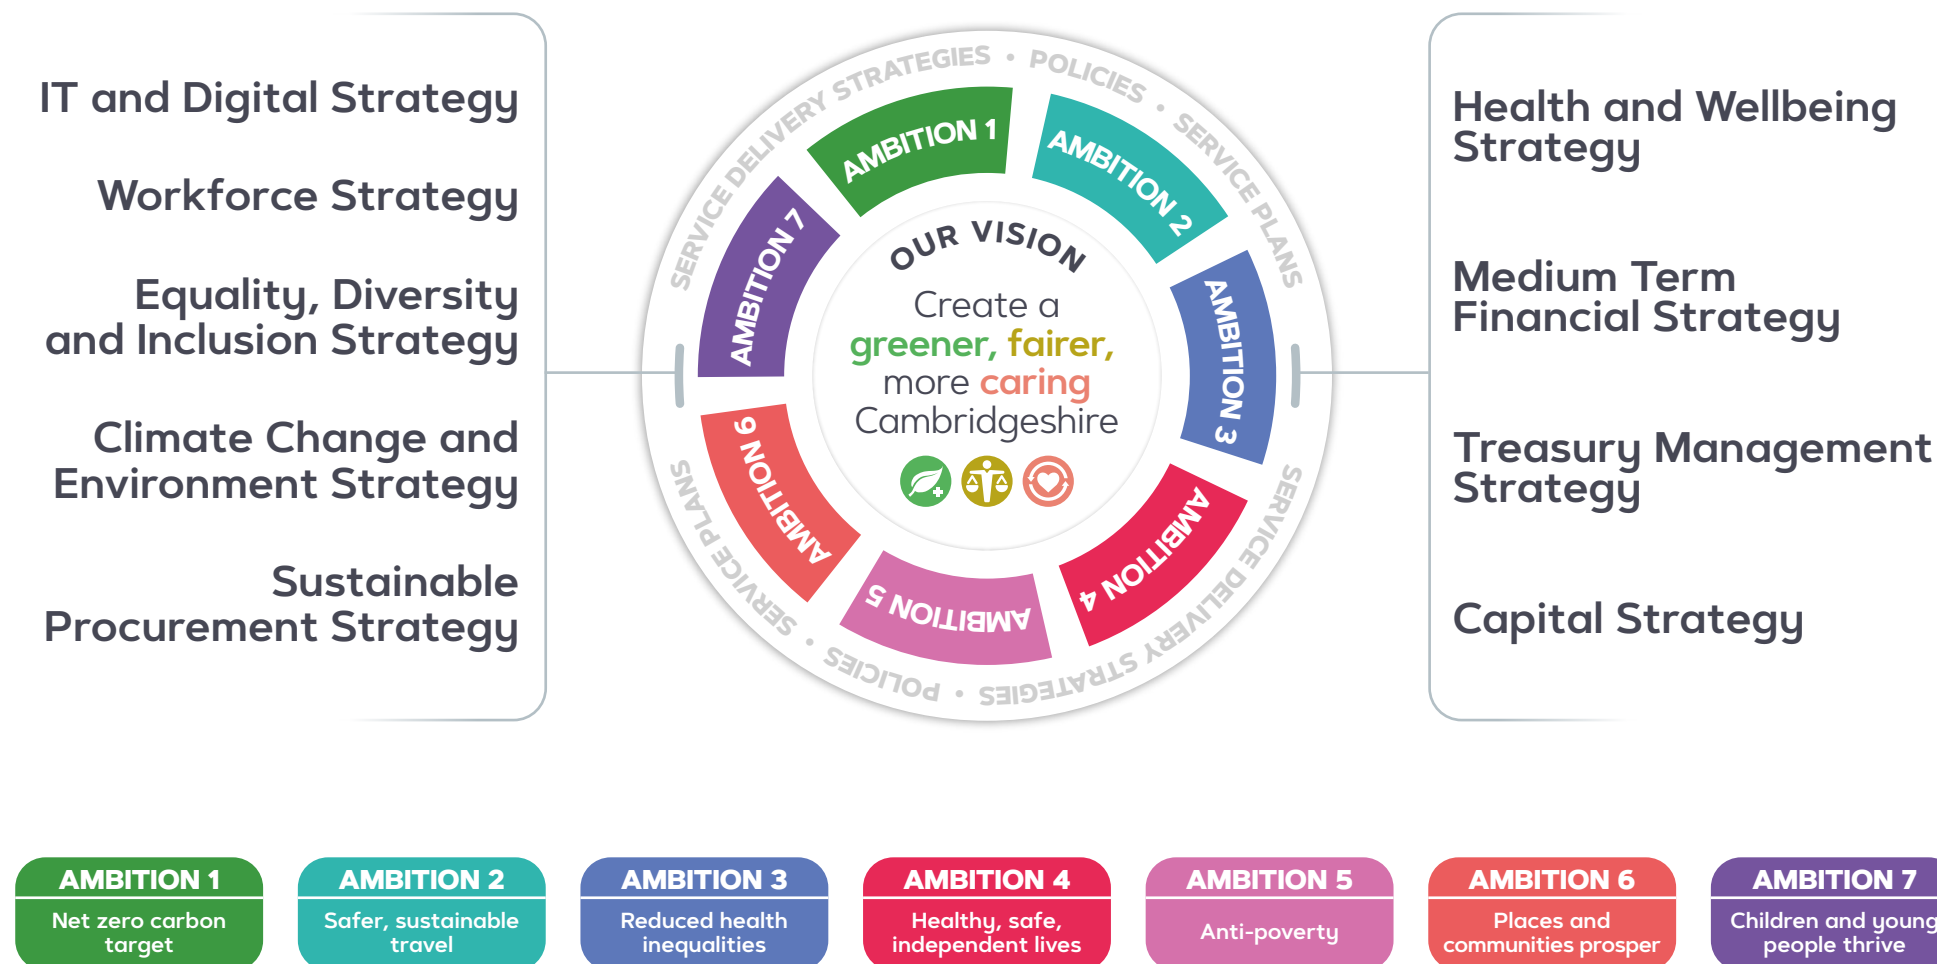 IT and Digital Strategy
Workforce Strategy
Equality, Diversity
and Inclusion Strategy
Climate Change and
Environment Strategy
Sustainable
Procurement Strategy
SERVICE DELIVERY STRATEGIES • POLICIES • SERVICE PLANS
SERVICE DELIVERY STRATEGIES • POLICIES • SERVICE PLANS
AMBITION 1
AMBITION 2
AMBITION 3
AMBITION 4
AMBITION 5
AMBITION 6
AMBITION 7
OUR VISION
Create a
greener, fairer,
more caring
Cambridgeshire
Health and Wellbeing
Strategy
Medium Term
Financial Strategy
Treasury Management
Strategy
Capital Strategy
AMBITION 1
Net zero carbon
target
AMBITION 2
Safer, sustainable
travel
AMBITION 3
Reduced health
inequalities
AMBITION 4
Healthy, safe,
independent lives
AMBITION 5
Anti-poverty
AMBITION 6
Places and
communities prosper
AMBITION 7
Children and young
people thrive